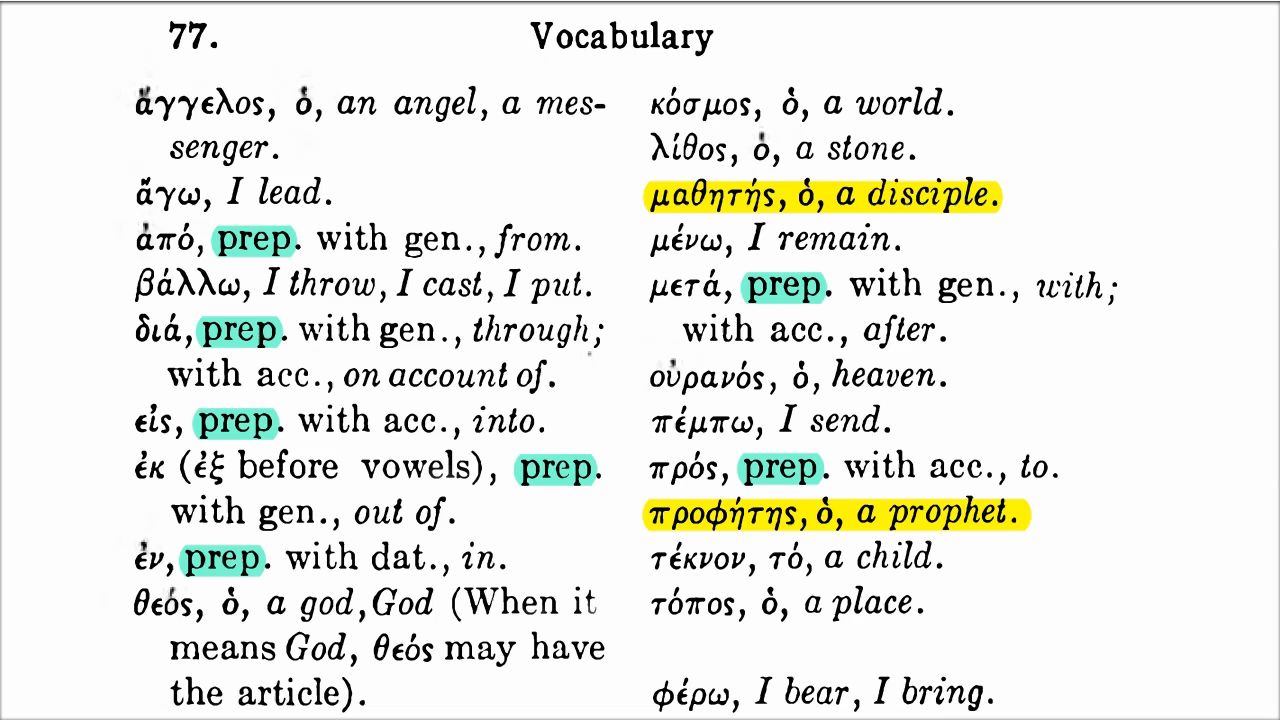 77. Vocabulary
ἄγγελος, ὁ, an angel, a mes-
senger.
ἄγω, I lead.
ἀπό, prep. with gen., from.
βάλλω, I throw, I cast, I put.
διά, prep. with gen., through;
with acc., on account of.
εἰς, prep. with acc., into.
ἐκ (ἐξ before vowels), prep.
with gen., out of.
ἐν, prep. with dat., in.
θεός, ὁ, a god, God (When it
means God, θεός may have
the article).
κόσμος, ὁ, a world.
λίθος, ὁ, a stone.
μαθητής, ὁ, a disciple.
μένω, I remain.
μετά, prep. with gen., with;
with acc., after.
οὐρανός, ὁ, heaven.
πέμπω, I send.
πρός, prep. with acc., to.
προφήτης, ὁ, a prophet.
τέκνον, τό, a child.
τόπος, ὁ, a place.
φέρω, I bear, I bring.